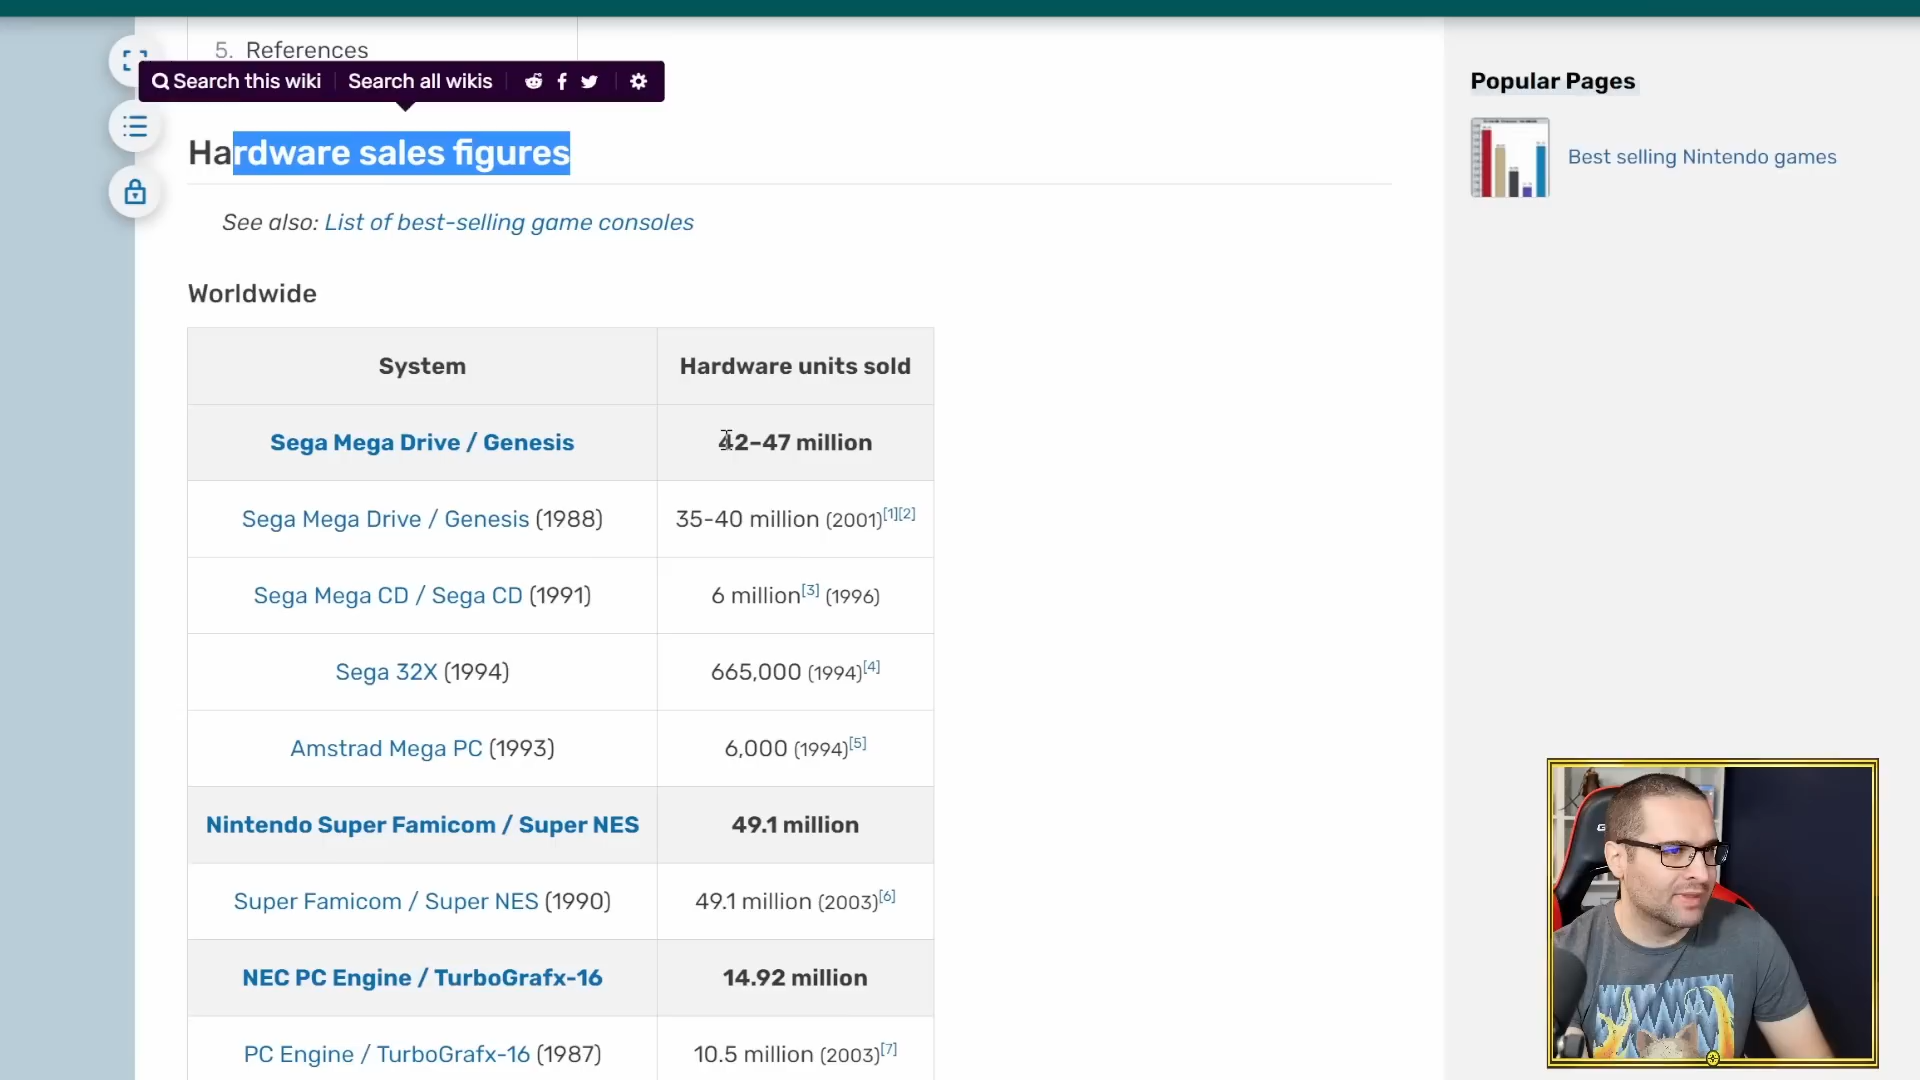 5. References
Search this wiki Search all wikis
Hardware sales figures
See also: List of best-selling game consoles
Worldwide
System Hardware units sold
Sega Mega Drive / Genesis 42–47 million
Sega Mega Drive / Genesis (1988) 35-40 million (2001)[1][2]
Sega Mega CD / Sega CD (1991) 6 million[3] (1996)
Sega 32X (1994) 665,000 (1994)[4]
Amstrad Mega PC (1993) 6,000 (1994)[5]
Nintendo Super Famicom / Super NES 49.1 million
Super Famicom / Super NES (1990) 49.1 million (2003)[6]
NEC PC Engine / TurboGrafx-16 14.92 million
PC Engine / TurboGrafx-16 (1987) 10.5 million (2003)[7]
Popular Pages
Best selling Nintendo games